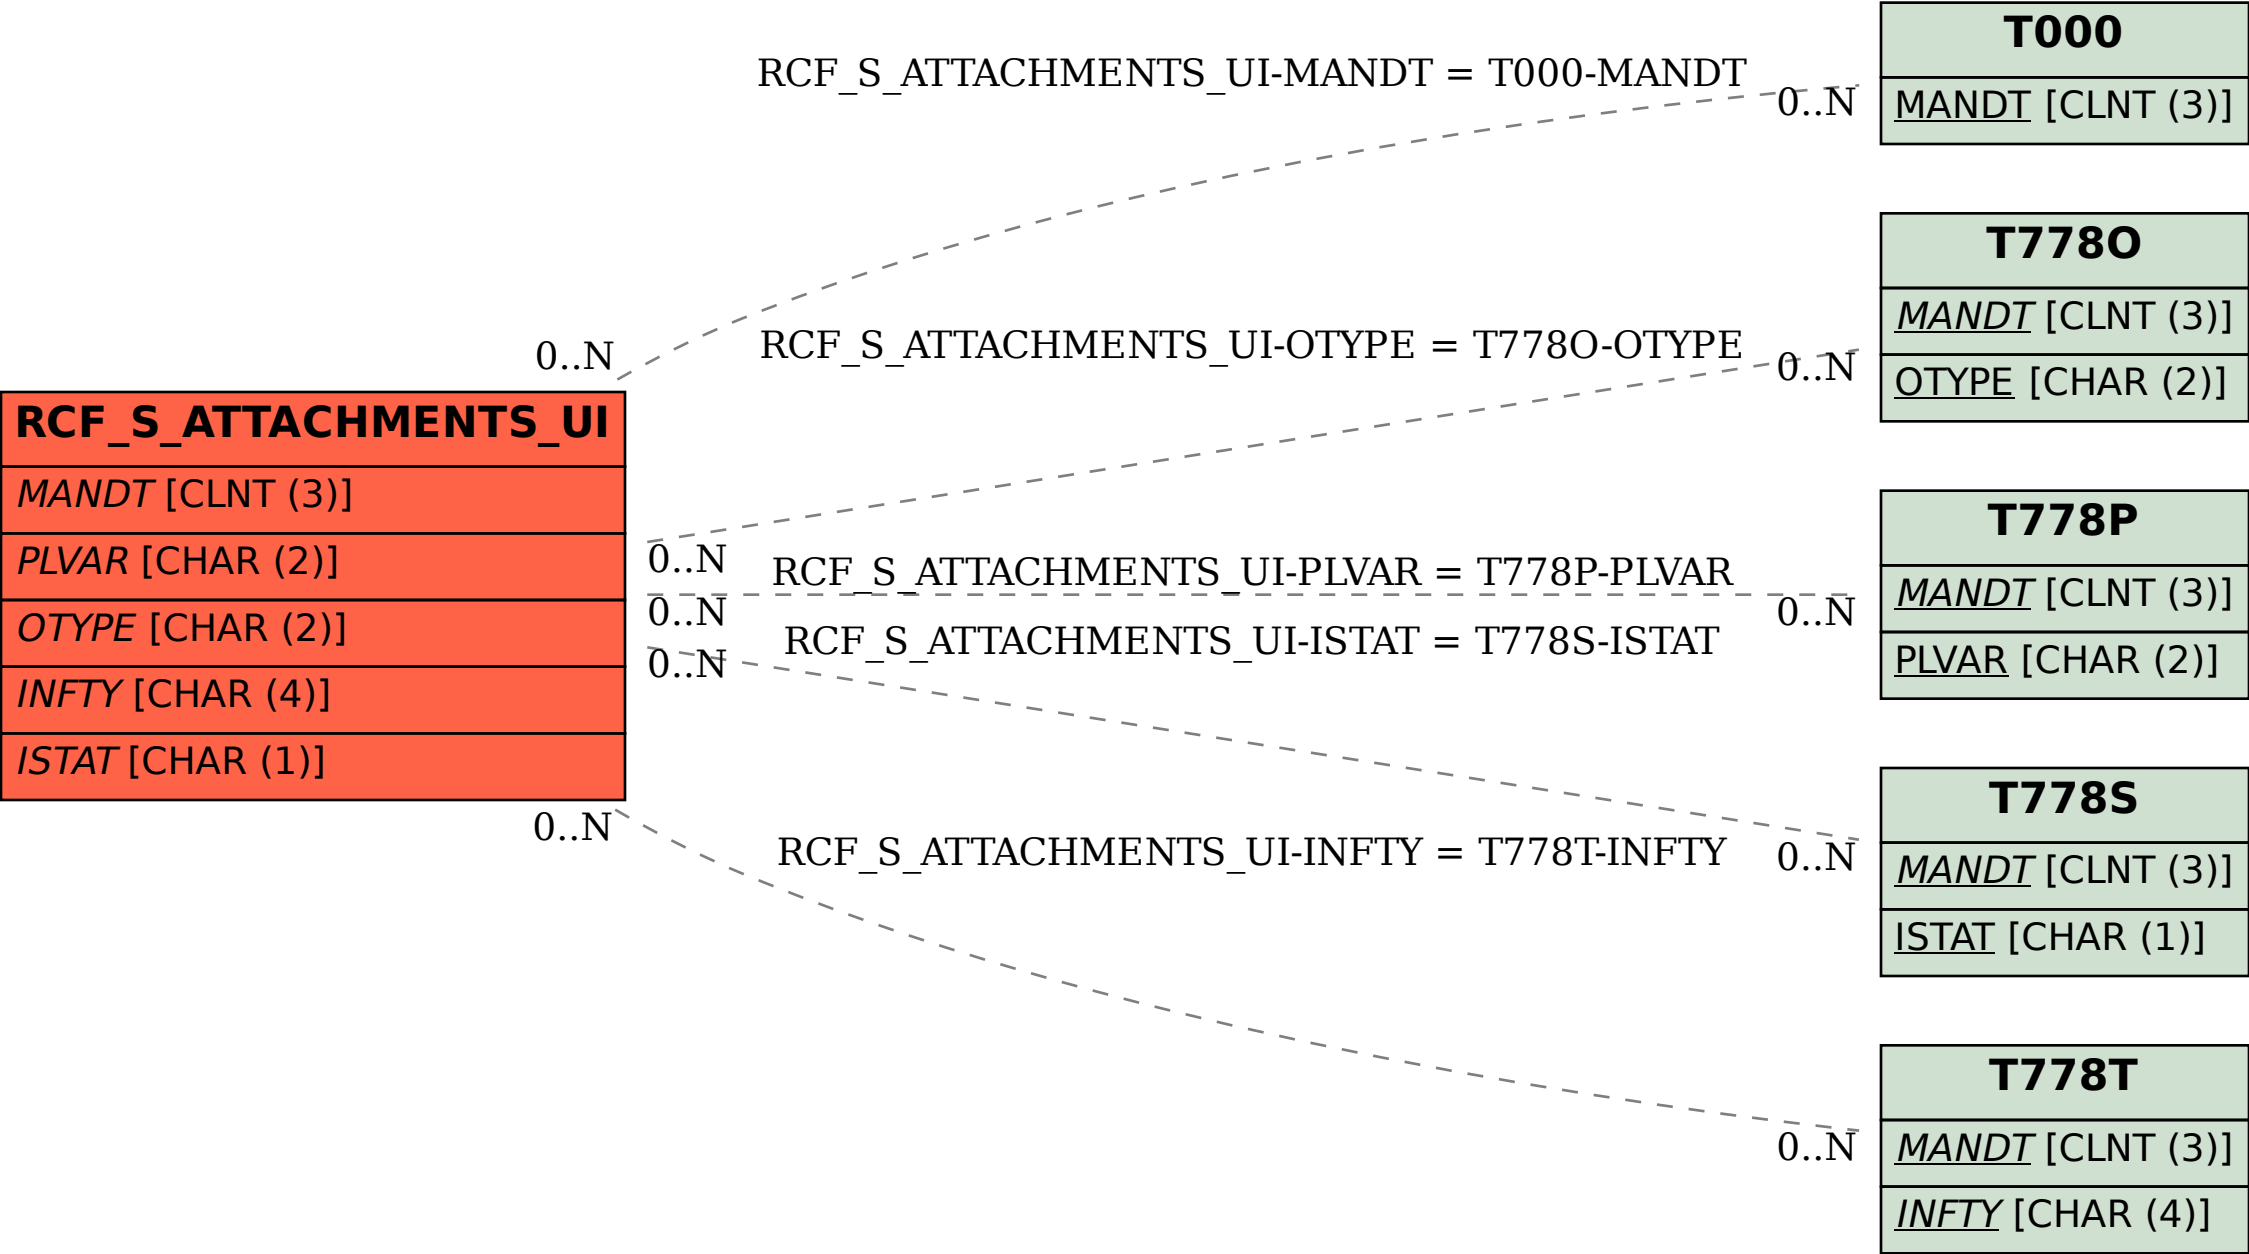 T000
MANDT [CLNT (3)]
RCF_S_ATTACHMENTS_UI-MANDT = T000-MANDT
0..N
0..N
T778O
MANDT [CLNT (3)]
OTYPE [CHAR (2)]
RCF_S_ATTACHMENTS_UI-OTYPE = T778O-OTYPE
0..N
0..N
RCF_S_ATTACHMENTS_UI
MANDT [CLNT (3)]
PLVAR [CHAR (2)]
OTYPE [CHAR (2)]
INFTY [CHAR (4)]
ISTAT [CHAR (1)]
T778P
MANDT [CLNT (3)]
PLVAR [CHAR (2)]
RCF_S_ATTACHMENTS_UI-PLVAR = T778P-PLVAR
0..N
0..N
RCF_S_ATTACHMENTS_UI-ISTAT = T778S-ISTAT
0..N
0..N
T778S
MANDT [CLNT (3)]
ISTAT [CHAR (1)]
RCF_S_ATTACHMENTS_UI-INFTY = T778T-INFTY
0..N
0..N
T778T
MANDT [CLNT (3)]
INFTY [CHAR (4)]